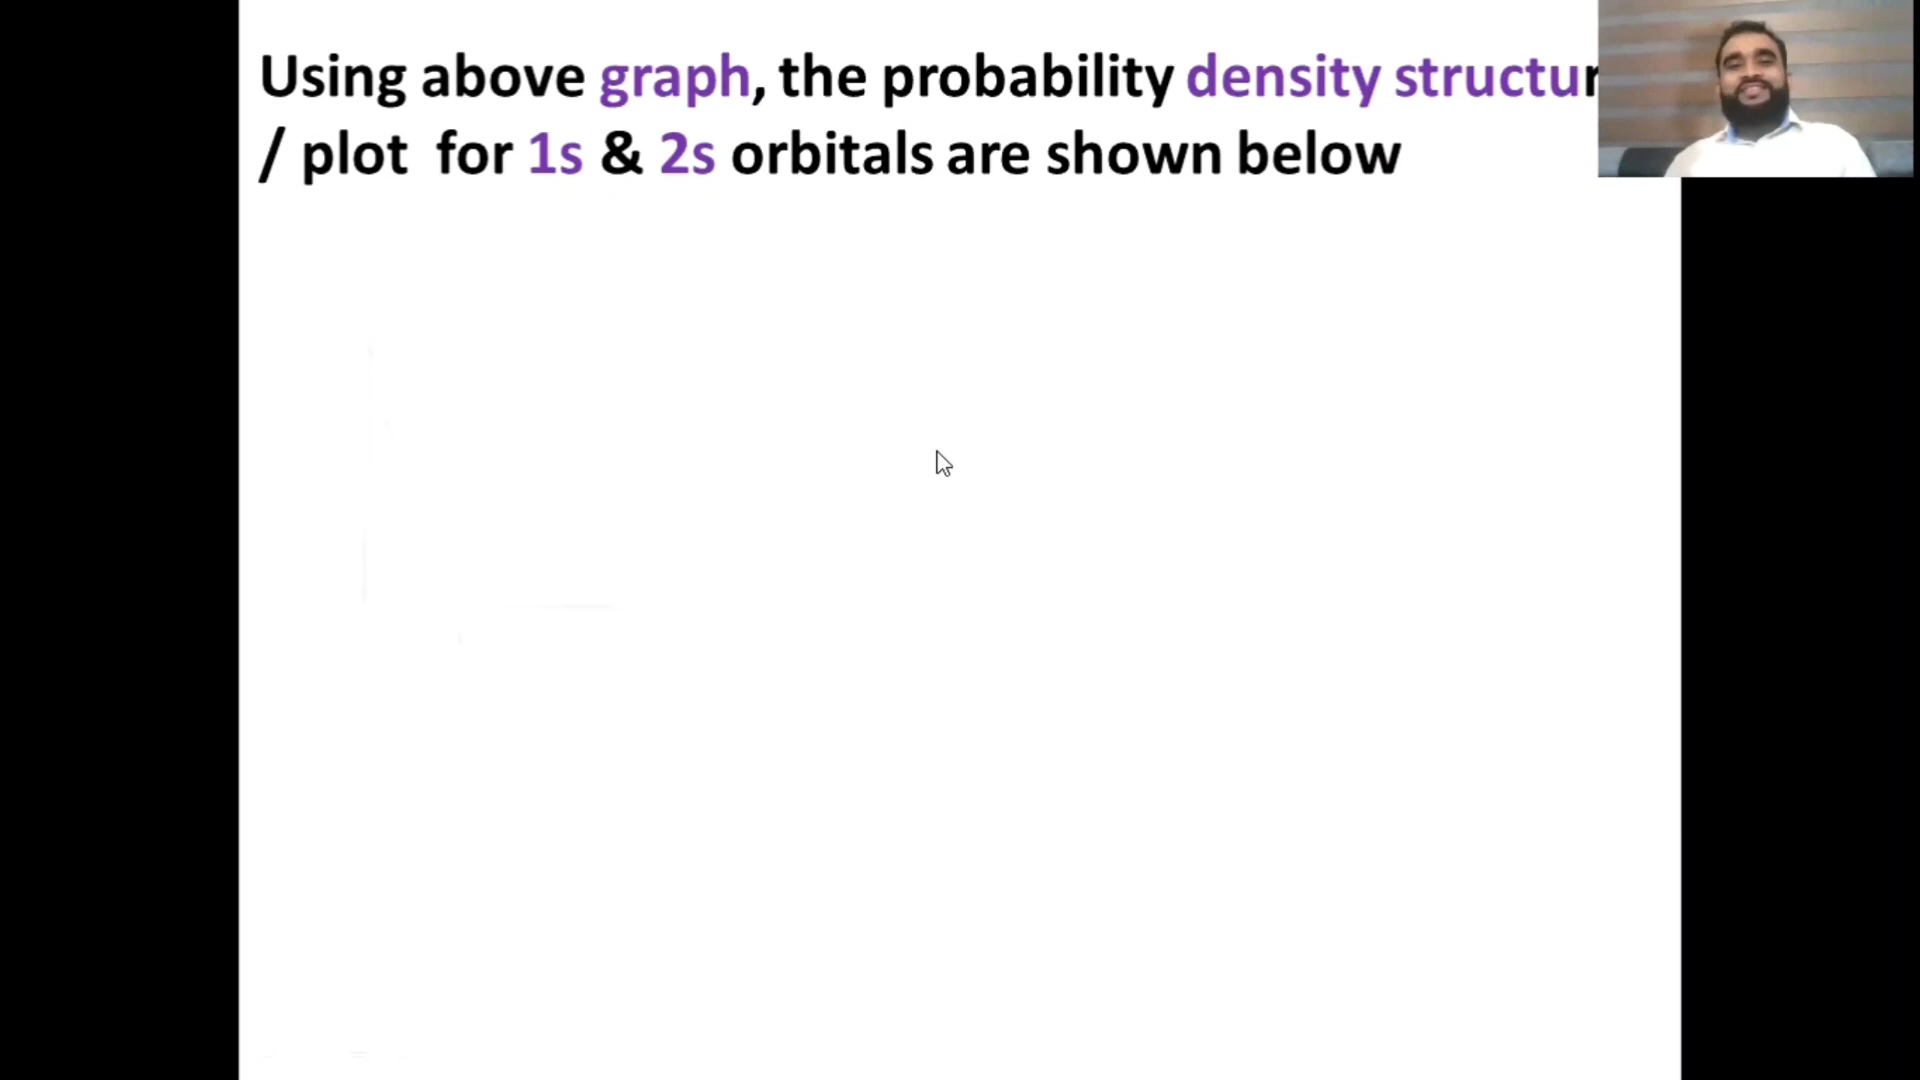 Using above graph, the probability density structur
/ plot for 1s & 2s orbitals are shown below